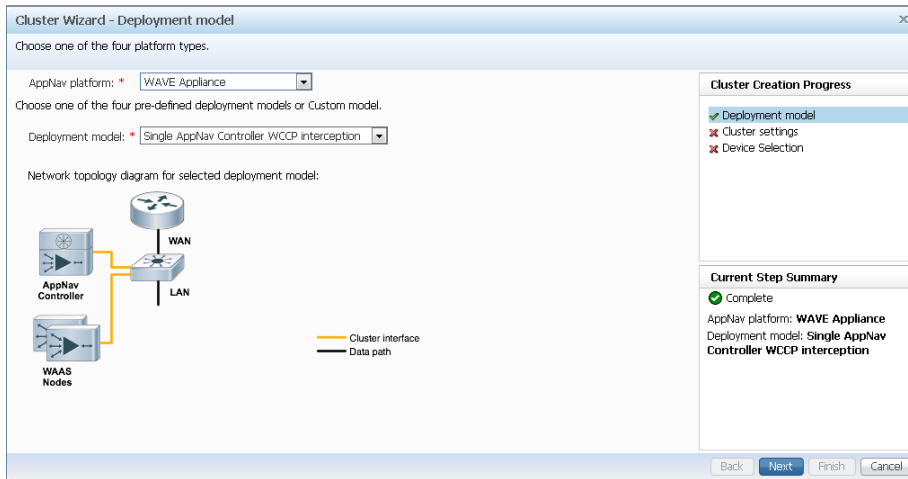 Cluster Wizard - Deployment model
Choose one of the four platform types.
AppNav platform: * WAVE Appliance
Choose one of the four pre-defined deployment models or Custom model.
Deployment model: * Single AppNav Controller WCCP interception
Network topology diagram for selected deployment model:
WAN
AppNav
Controller
LAN
WAAS
Nodes
Cluster interface
Data path
Cluster Creation Progress
Deployment model
Cluster settings
Device Selection
Current Step Summary
Complete
AppNav platform: WAVE Appliance
Deployment model: Single AppNav
Controller WCCP interception
Back Next Finish Cancel